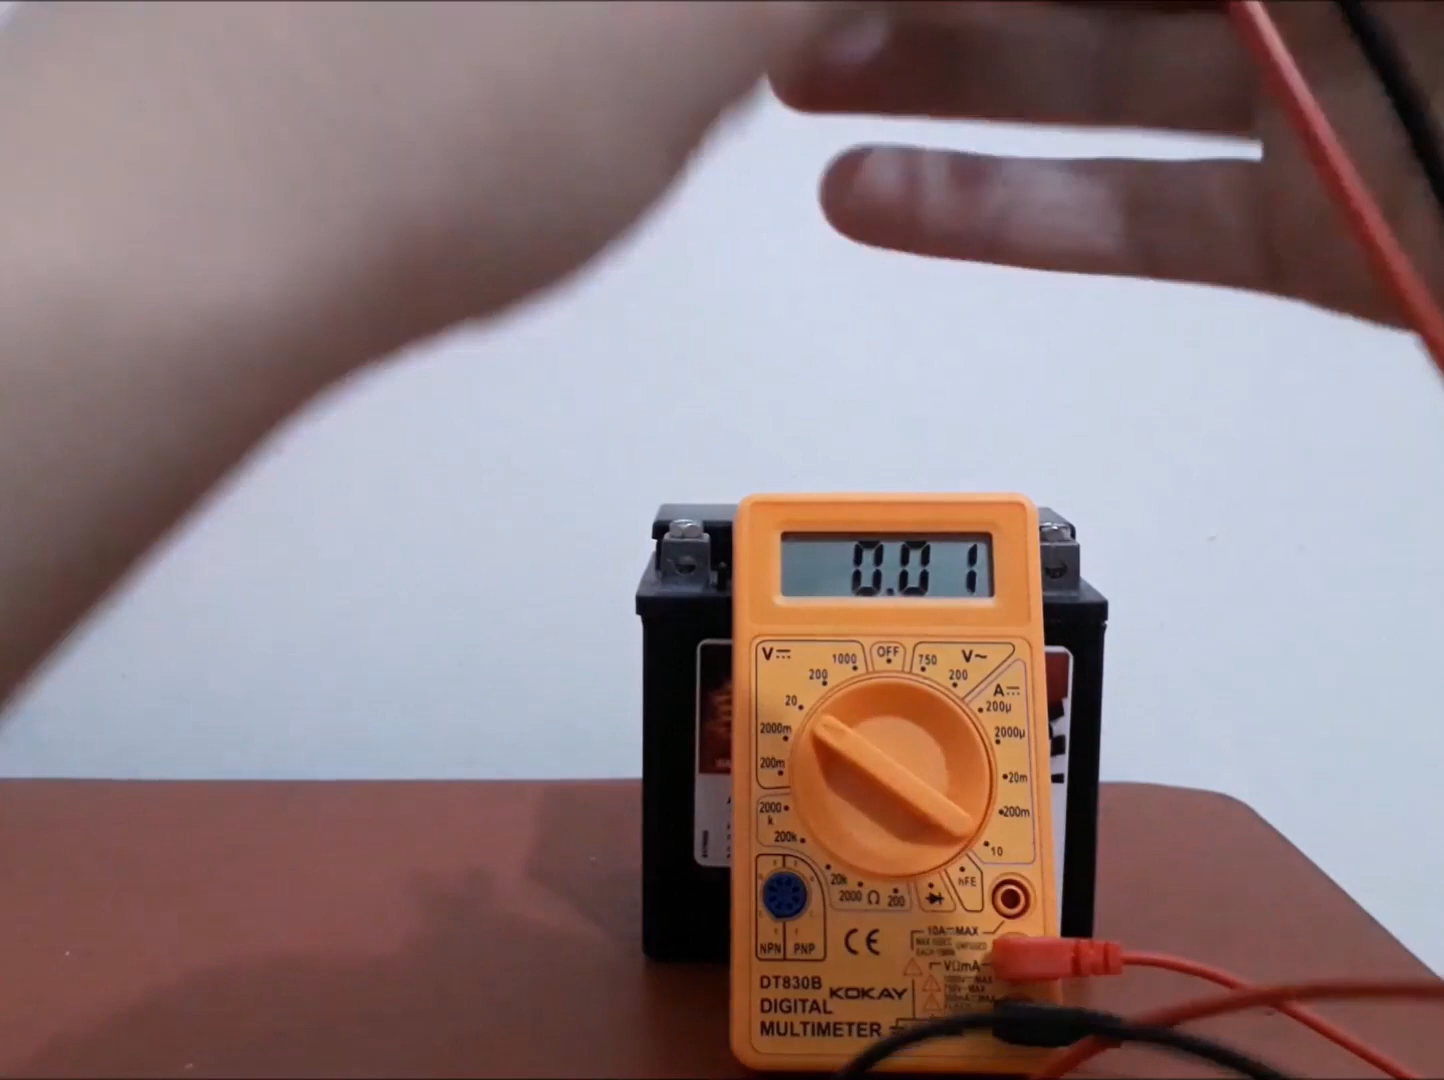 0.01
V⎓ 1000 OFF 750 V~
200 200 A⎓
20 200µ
2000m 2000µ
200m 20m
2000k 200m
200k 10
20k hFE
2000 Ω 200
NPN PNP
CE
10A⎓MAX
VΩmA
DT830B
KOKAY
DIGITAL
MULTIMETER